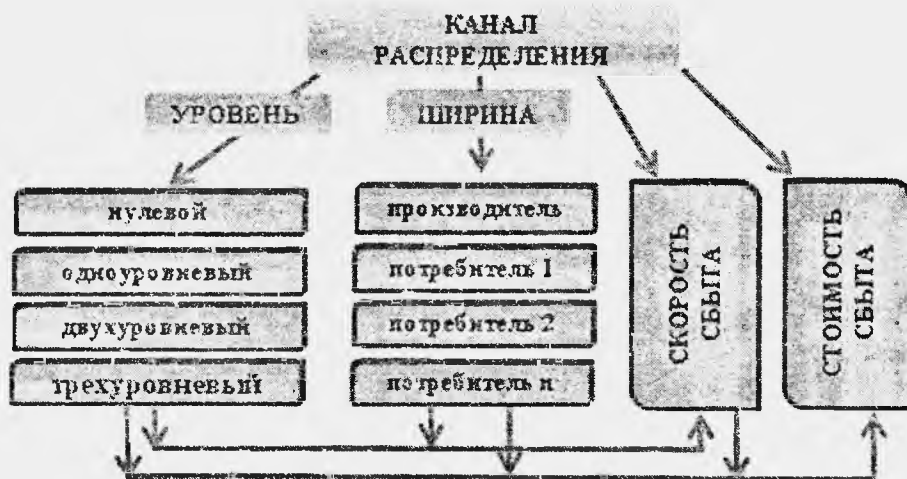 КАНАЛ
РАСПРЕДЕЛЕНИЯ
УРОВЕНЬ
ШИРИНА
нулевой
одноуровневый
двухуровневый
трехуровневый
производитель
потребитель 1
потребитель 2
потребитель n
СКОРОСТЬ
СБЫТА
СТОИМОСТЬ
СБЫТА